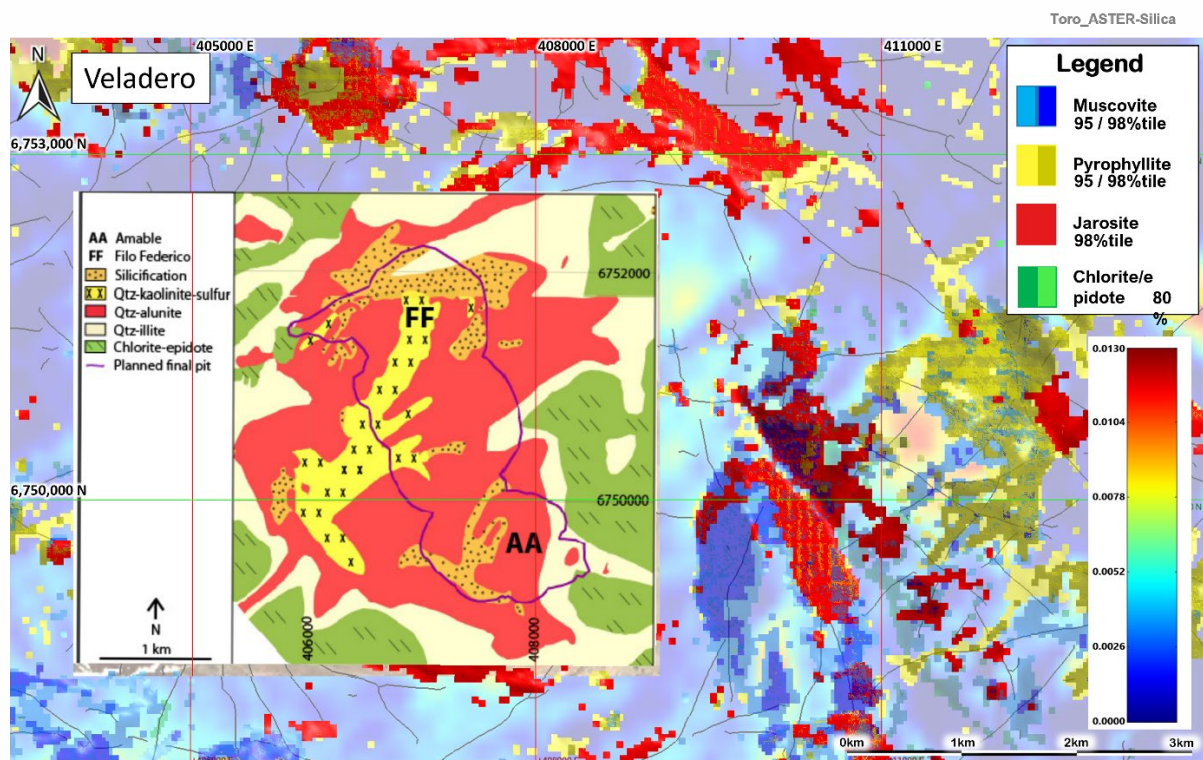 Toro_ASTER-Silica
405000 E
408000 E
411000 E
N
Veladero
Legend
Muscovite
95 / 98%tile
Pyrophyllite
95 / 98%tile
Jarosite
98%tile
Chlorite/e
pidote 80
%
6,753,000 N
AA Amable
FF Filo Federico
Silicification
x x Qtz-kaolinite-sulfur
Qtz-alunite
Qtz-illite
Chlorite-epidote
Planned final pit
6752000
FF
0.0130
0.0104
0.0078
0.0052
0.0026
0.0000
6,750,000 N
6750000
AA
N
1 km
406000
408000
0km
1km
2km
3km